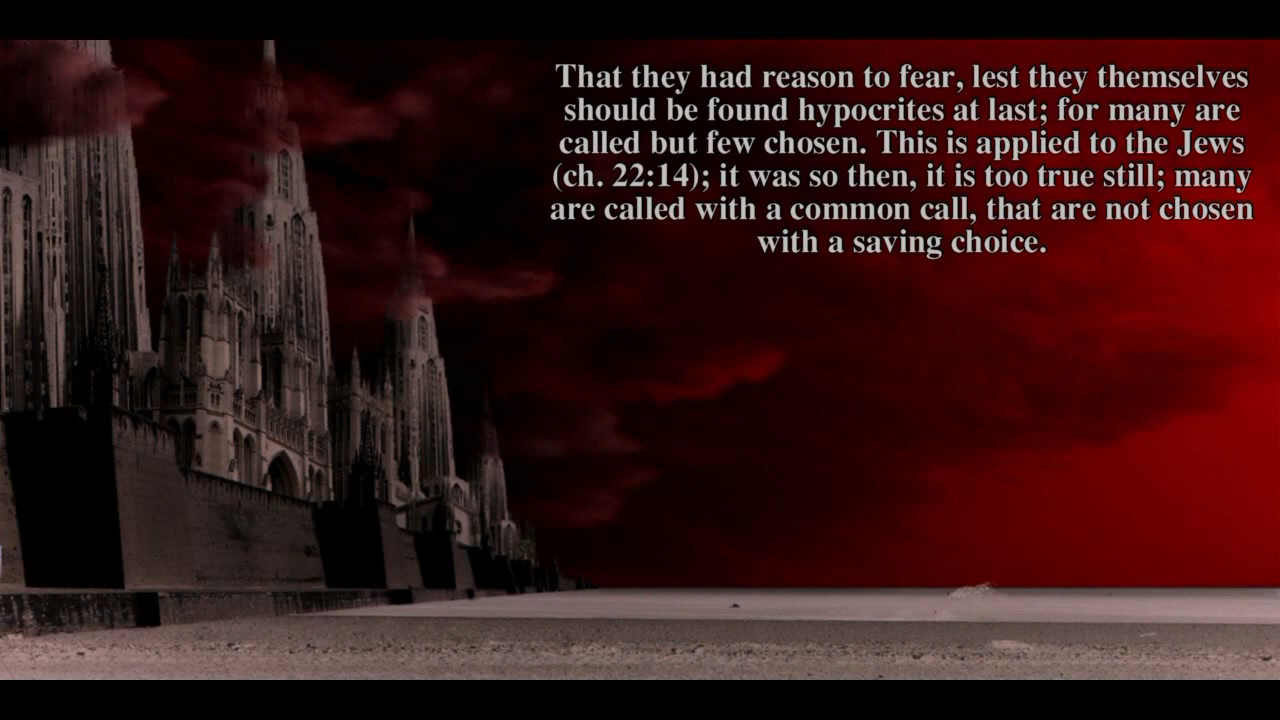 That they had reason to fear, lest they themselves
should be found hypocrites at last; for many are
called but few chosen. This is applied to the Jews
(ch. 22:14); it was so then, it is too true still; many
are called with a common call, that are not chosen
with a saving choice.